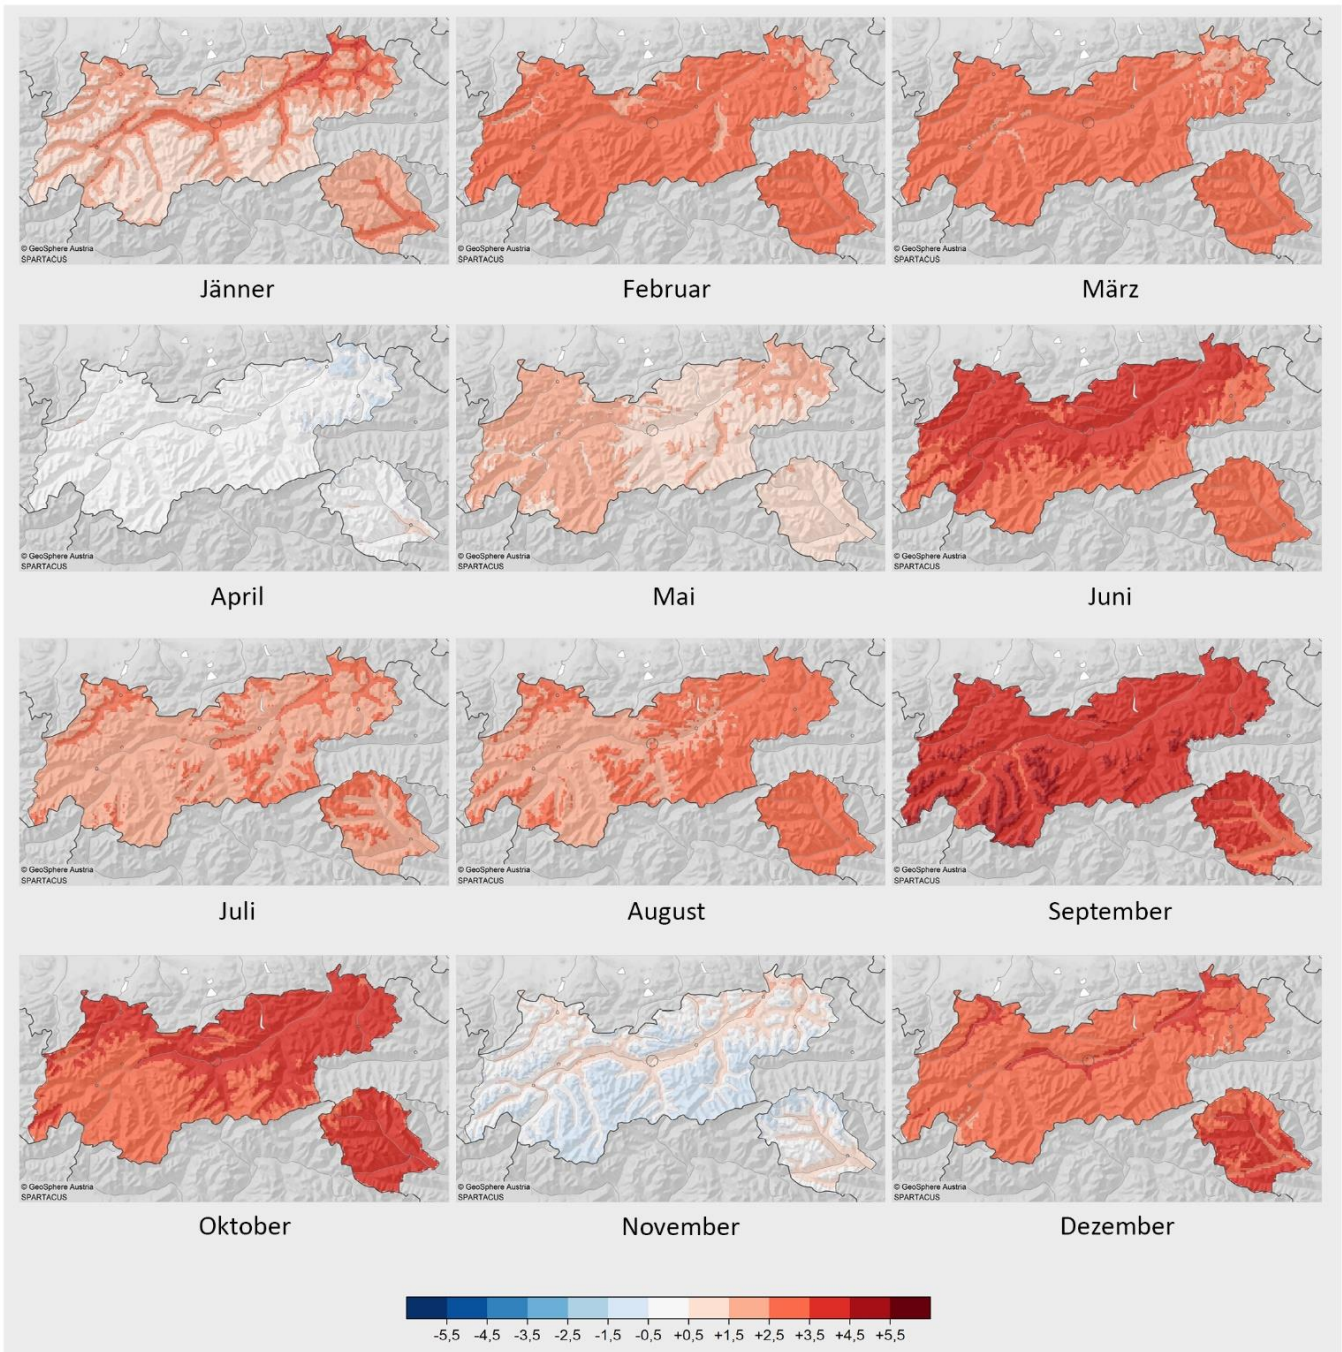 © GeoSphere Austria
SPARTACUS
© GeoSphere Austria
SPARTACUS
© GeoSphere Austria
SPARTACUS
Jänner
Februar
März
© GeoSphere Austria
SPARTACUS
© GeoSphere Austria
SPARTACUS
© GeoSphere Austria
SPARTACUS
April
Mai
Juni
© GeoSphere Austria
SPARTACUS
© GeoSphere Austria
SPARTACUS
© GeoSphere Austria
SPARTACUS
Juli
August
September
© GeoSphere Austria
SPARTACUS
© GeoSphere Austria
SPARTACUS
© GeoSphere Austria
SPARTACUS
Oktober
November
Dezember
-5,5 -4,5 -3,5 -2,5 -1,5 -0,5 +0,5 +1,5 +2,5 +3,5 +4,5 +5,5